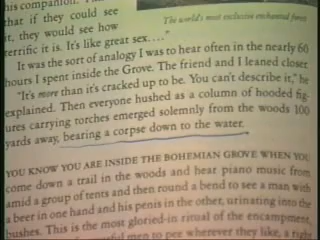 his companion.
that if they could see
it, they would see how
terrific it is. It's like great sex...."
The world's most exclusive enchanted forest
It was the sort of analogy I was to hear often in the nearly 60
hours I spent inside the Grove. The friend and I leaned closer.
"It's more than it's cracked up to be. You can't describe it," he
explained. Then everyone hushed as a column of hooded fig-
ures carrying torches emerged solemnly from the woods 100
yards away, bearing a corpse down to the water.
YOU KNOW YOU ARE INSIDE THE BOHEMIAN GROVE WHEN YOU
come down a trail in the woods and hear piano music from
amid a group of tents and then round a bend to see a man with
a beer in one hand and his penis in the other, urinating into the
bushes. This is the most gloried-in ritual of the encampment,
men to pee wherever they like, a right